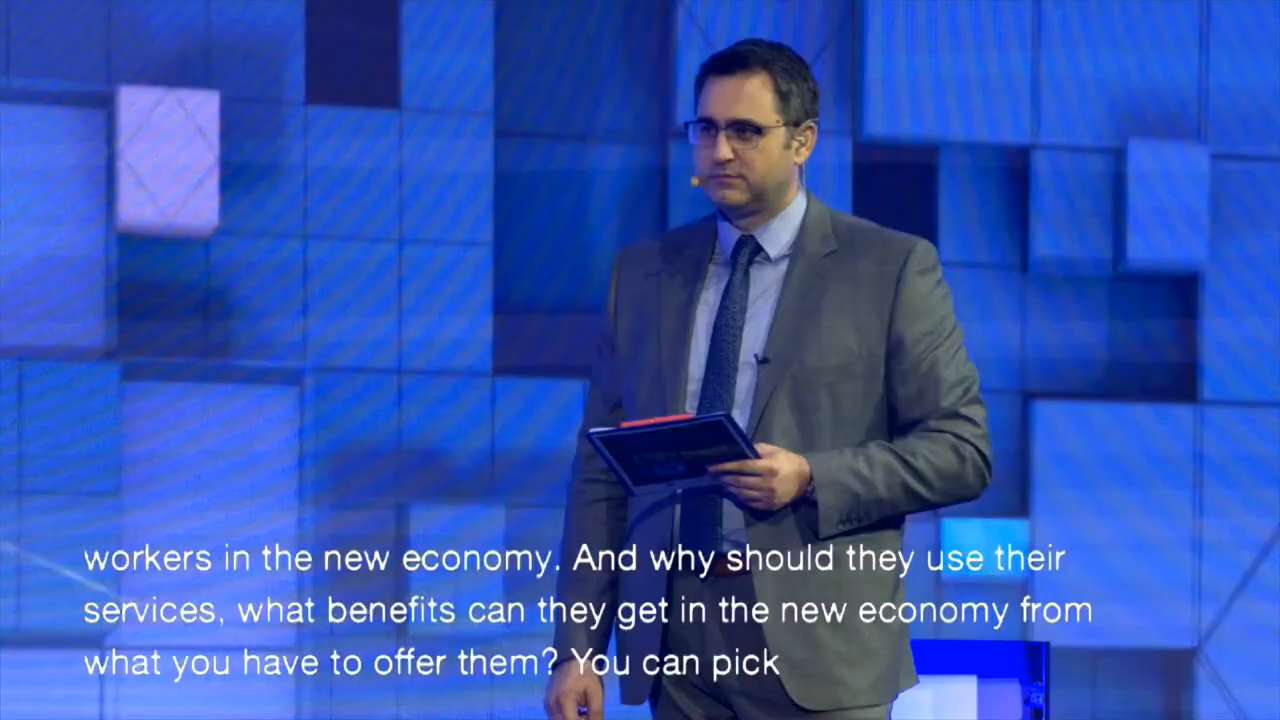 workers in the new economy. And why should they use their
services, what benefits can they get in the new economy from
what you have to offer them? You can pick